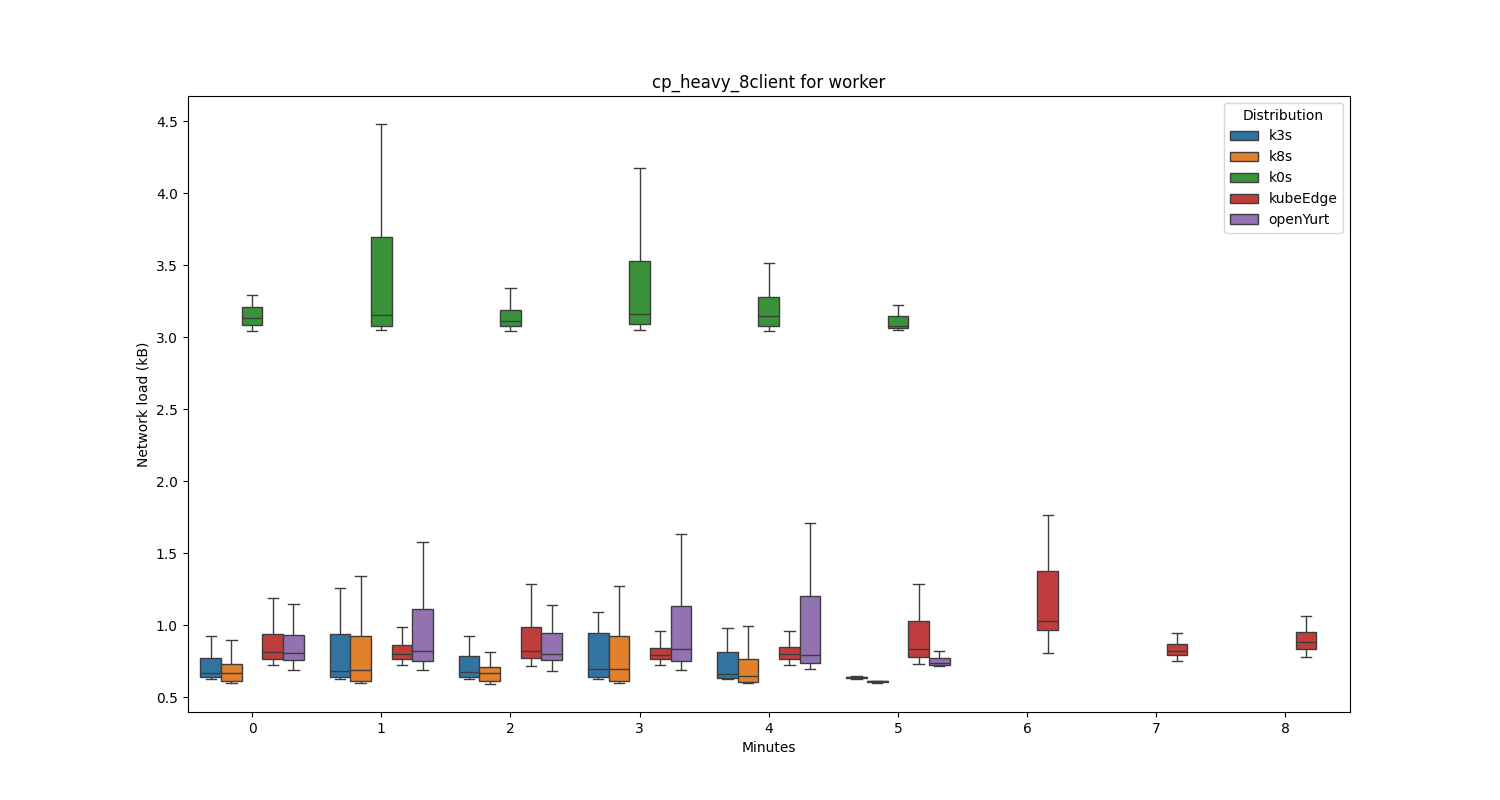 cp_heavy_8client for worker
Network load (kB)
4.5
4.0
3.5
3.0
2.5
2.0
1.5
1.0
0.5
Distribution
k3s
k8s
k0s
kubeEdge
openYurt
0 1 2 3 4 5 6 7 8
Minutes